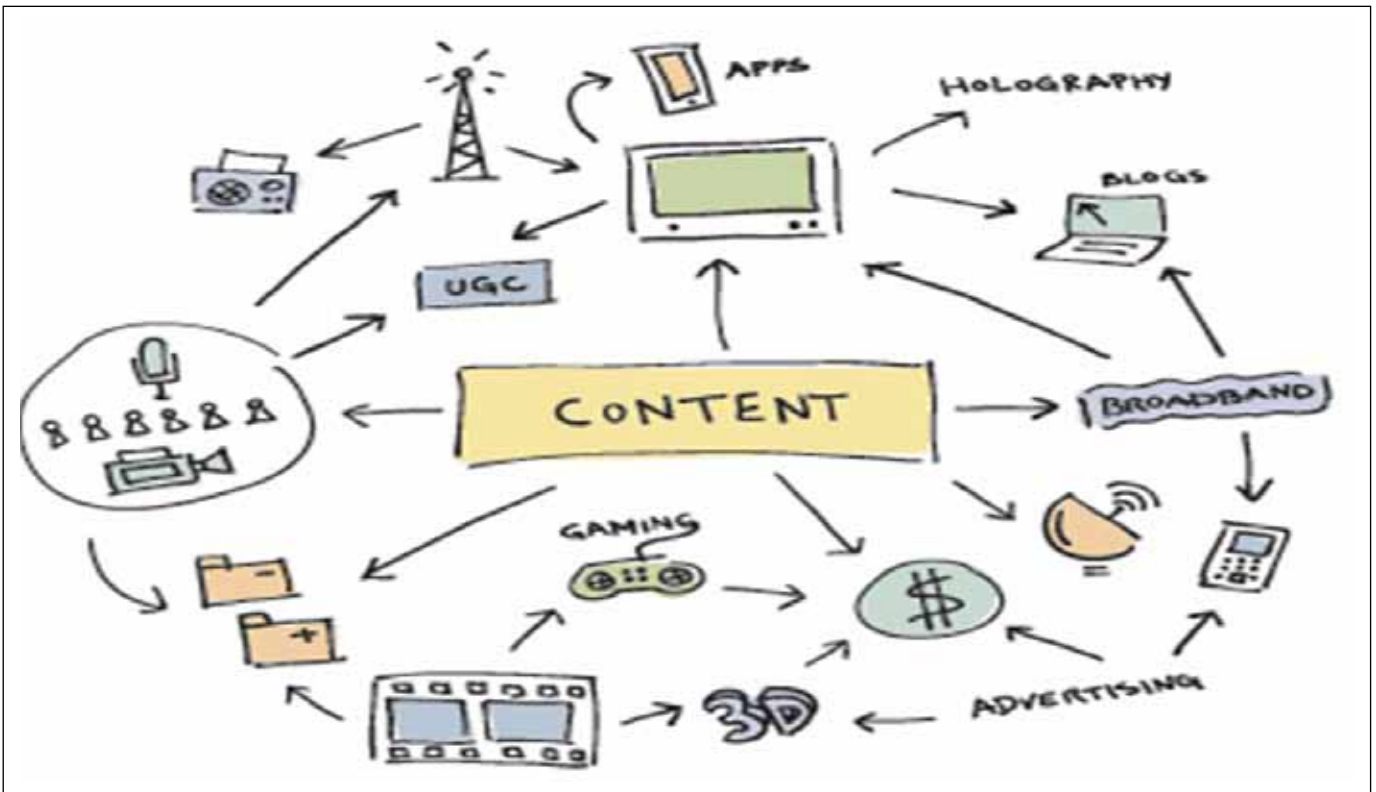 APPS
HOLOGRAPHY
BLOGS
UGC
CONTENT
BROADBAND
GAMING
$
- 
+
3D
ADVERTISING